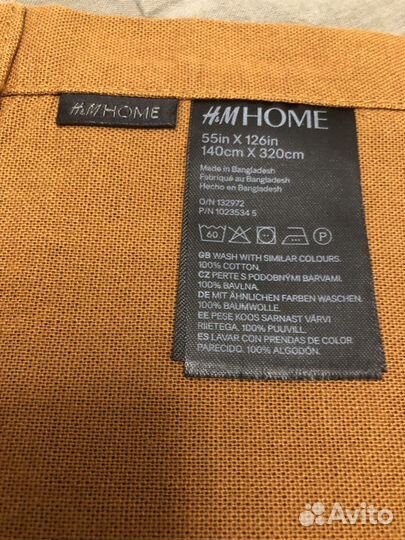 H&M HOME
H&M HOME
55in X 126in
140cm X 320cm
Made in Bangladesh
Fabriqué au Bangladesh
Hecho en Bangladesh
O/N 132972
P/N 1023534 5
60 P
GB WASH WITH SIMILAR COLOURS.
100% COTTON.
CZ PERTE S PODOBNÝMI BARVAMI.
100% BAVLNA.
DE MIT ÄHNLICHEN FARBEN WASCHEN.
100% BAUMWOLLE.
EE PESE KOOS SARNAST VÄRVI
RIIETEGA. 100% PUUVILL.
ES LAVAR CON PRENDAS DE COLOR
PARECIDO. 100% ALGODÓN.
Avito